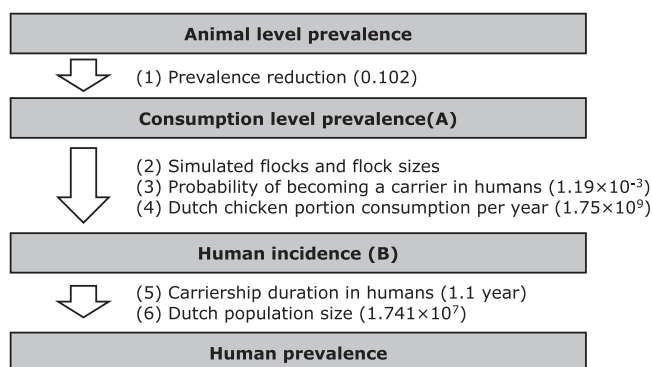 Animal level prevalence
(1) Prevalence reduction (0.102)
Consumption level prevalence(A)
(2) Simulated flocks and flock sizes
(3) Probability of becoming a carrier in humans (1.19×10⁻³)
(4) Dutch chicken portion consumption per year (1.75×10⁹)
Human incidence (B)
(5) Carriership duration in humans (1.1 year)
(6) Dutch population size (1.741×10⁷)
Human prevalence